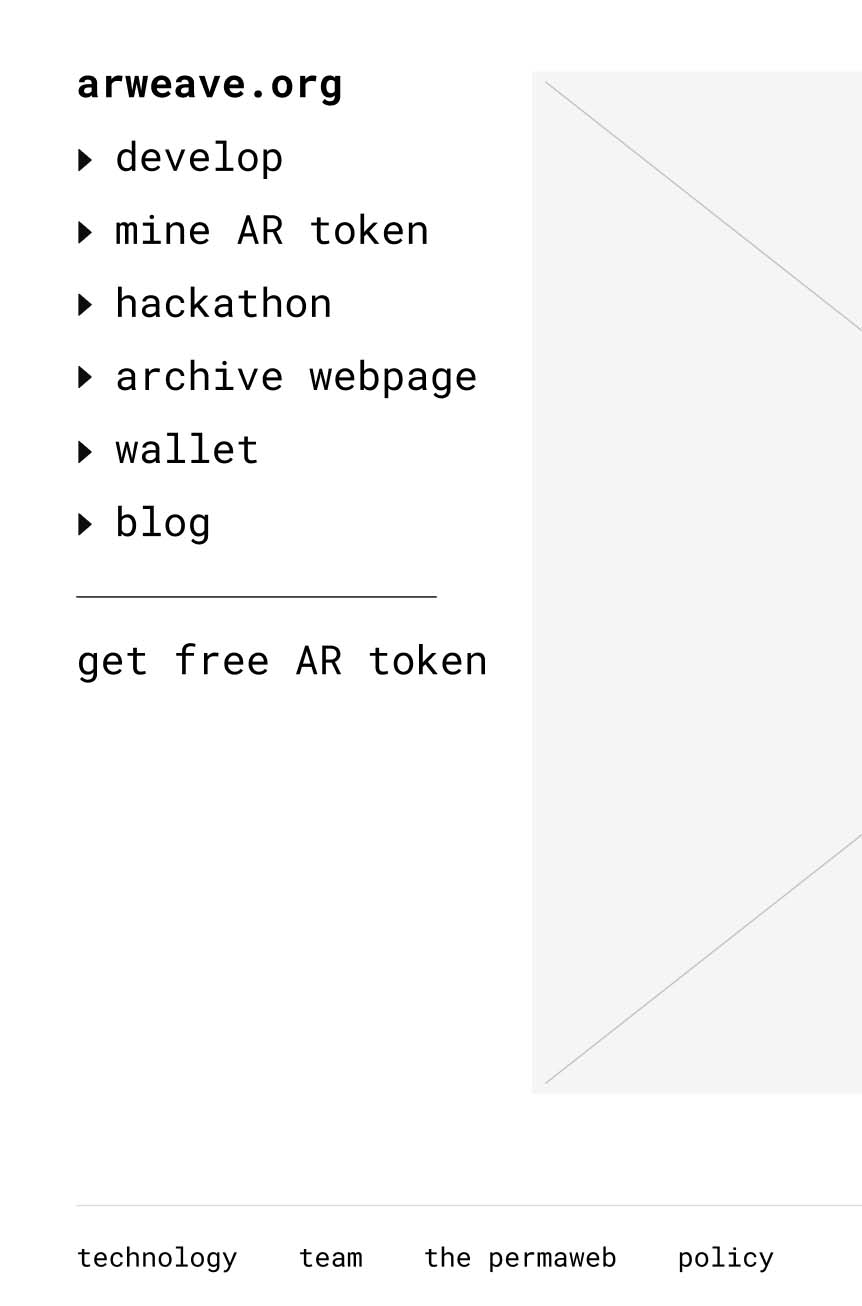 arweave.org
develop
mine AR token
hackathon
archive webpage
wallet
blog
get free AR token
technology team the permaweb policy